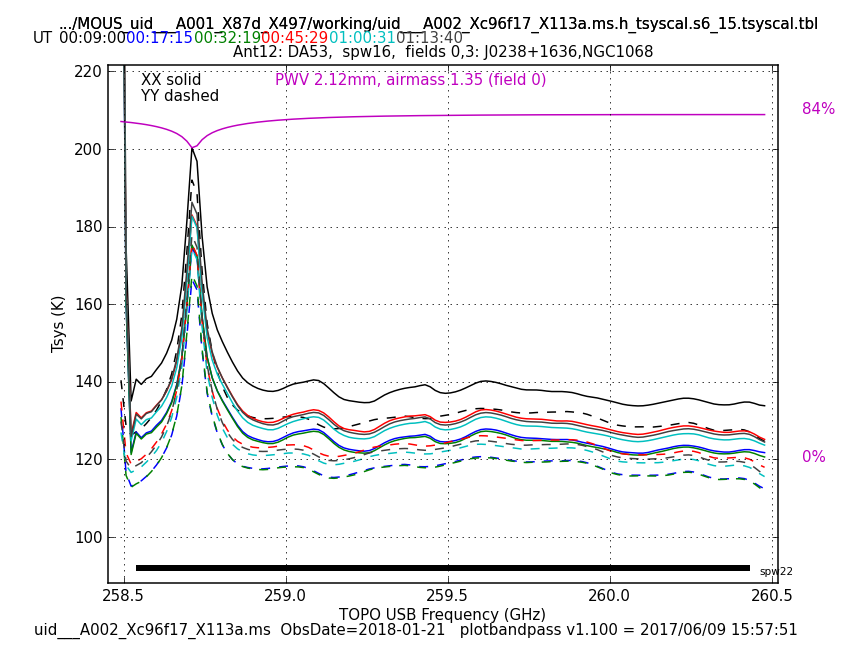 .../MOUS_uid___A001_X87d_X497/working/uid___A002_Xc96f17_X113a.ms.h_tsyscal.s6_15.tsyscal.tbl
UT 00:09:00 00:17:15 00:32:19 00:45:29 01:00:31 01:13:40
Ant12: DA53, spw16, fields 0,3: J0238+1636,NGC1068
XX solid
YY dashed
PWV 2.12mm, airmass 1.35 (field 0)
84%
0%
220
200
180
160
140
120
100
Tsys (K)
spw22
258.5 259.0 259.5 260.0 260.5
TOPO USB Frequency (GHz)
uid___A002_Xc96f17_X113a.ms ObsDate=2018-01-21 plotbandpass v1.100 = 2017/06/09 15:57:51